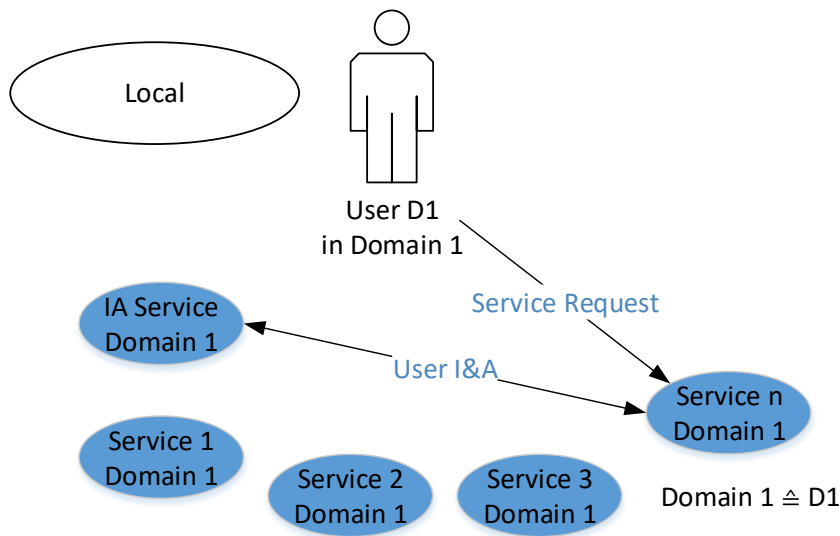 Local
User D1
in Domain 1
Service Request
IA Service
Domain 1
User I&A
Service n
Domain 1
Service 1
Domain 1
Service 2
Domain 1
Service 3
Domain 1
Domain 1 ≙ D1